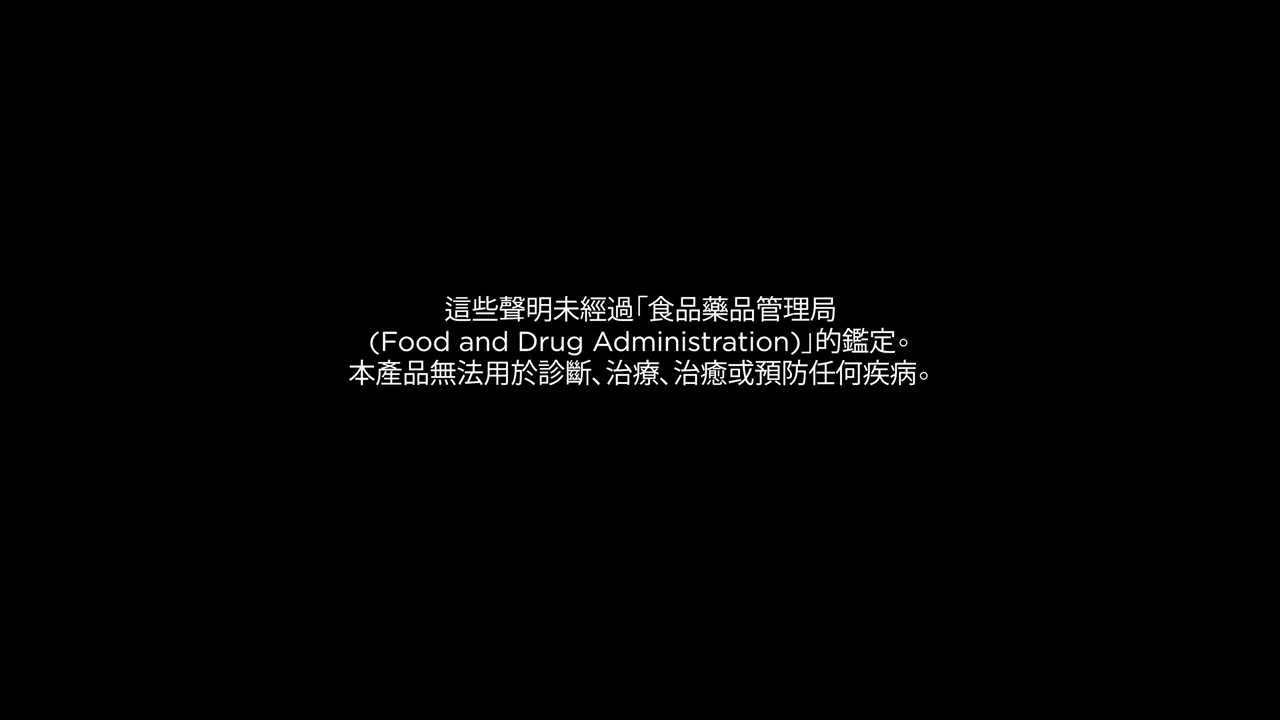 這些聲明未經過「食品藥品管理局
(Food and Drug Administration)」的鑑定。
本產品無法用於診斷、治療、治癒或預防任何疾病。